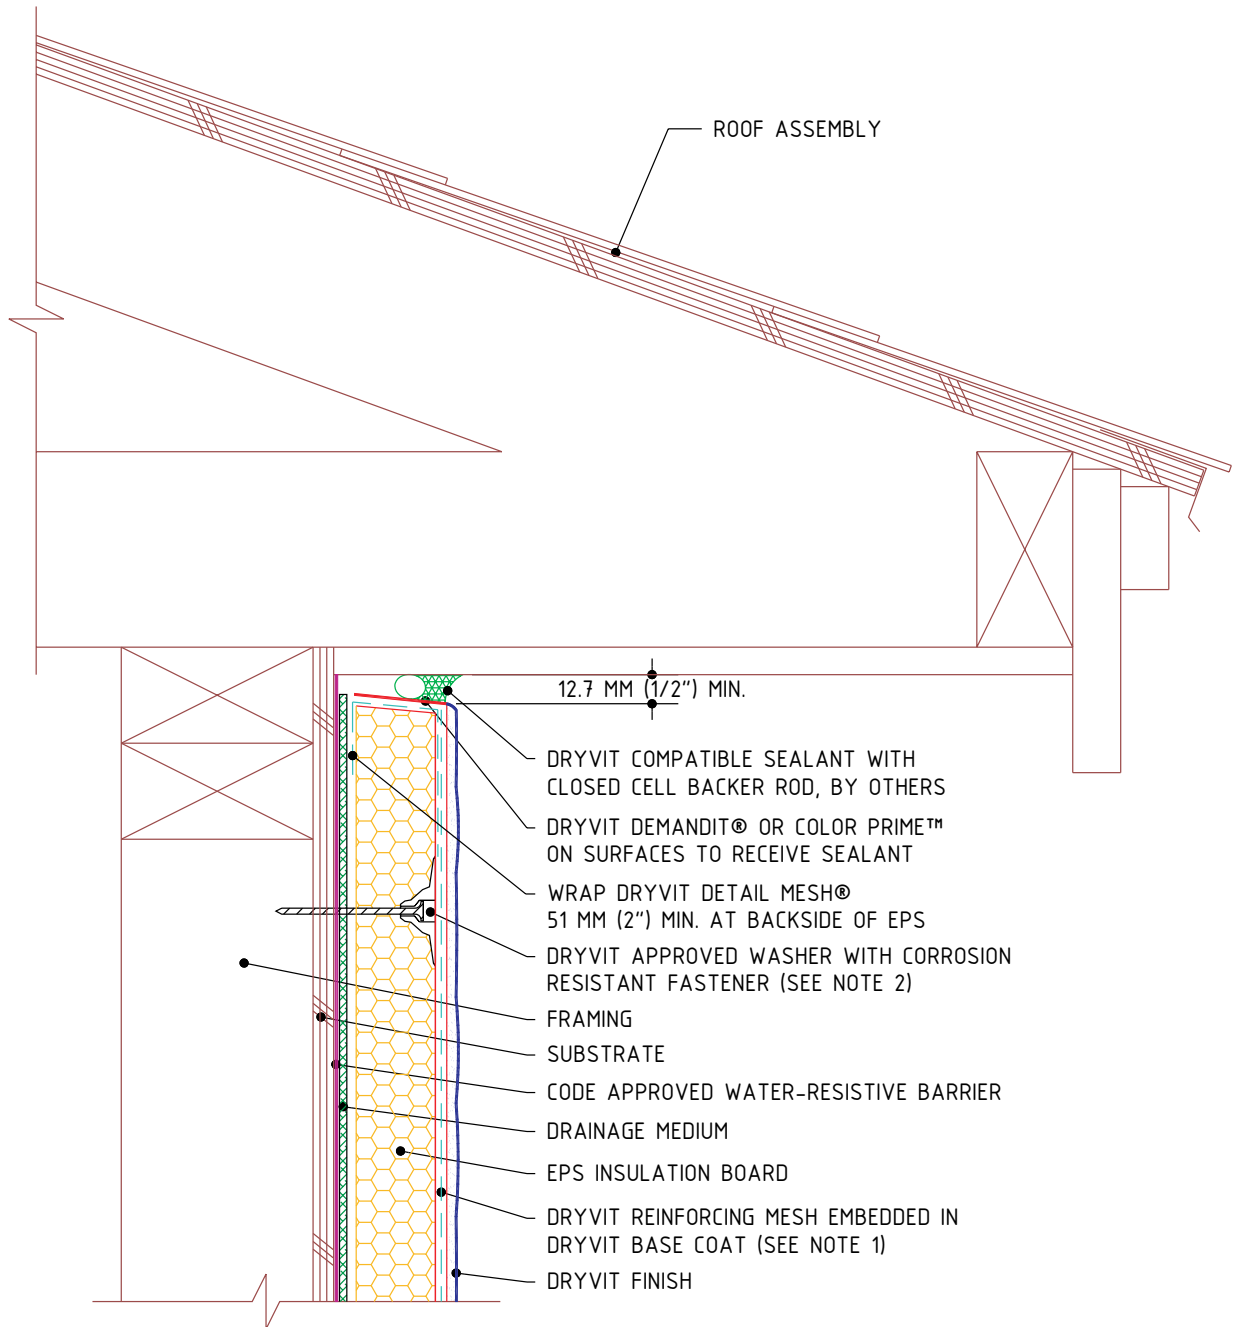 ROOF ASSEMBLY
12.7 MM (1/2") MIN.
DRYVIT COMPATIBLE SEALANT WITH
CLOSED CELL BACKER ROD, BY OTHERS
DRYVIT DEMANDIT® OR COLOR PRIME™
ON SURFACES TO RECEIVE SEALANT
WRAP DRYVIT DETAIL MESH®
51 MM (2") MIN. AT BACKSIDE OF EPS
DRYVIT APPROVED WASHER WITH CORROSION
RESISTANT FASTENER (SEE NOTE 2)
FRAMING
SUBSTRATE
CODE APPROVED WATER-RESISTIVE BARRIER
DRAINAGE MEDIUM
EPS INSULATION BOARD
DRYVIT REINFORCING MESH EMBEDDED IN
DRYVIT BASE COAT (SEE NOTE 1)
DRYVIT FINISH